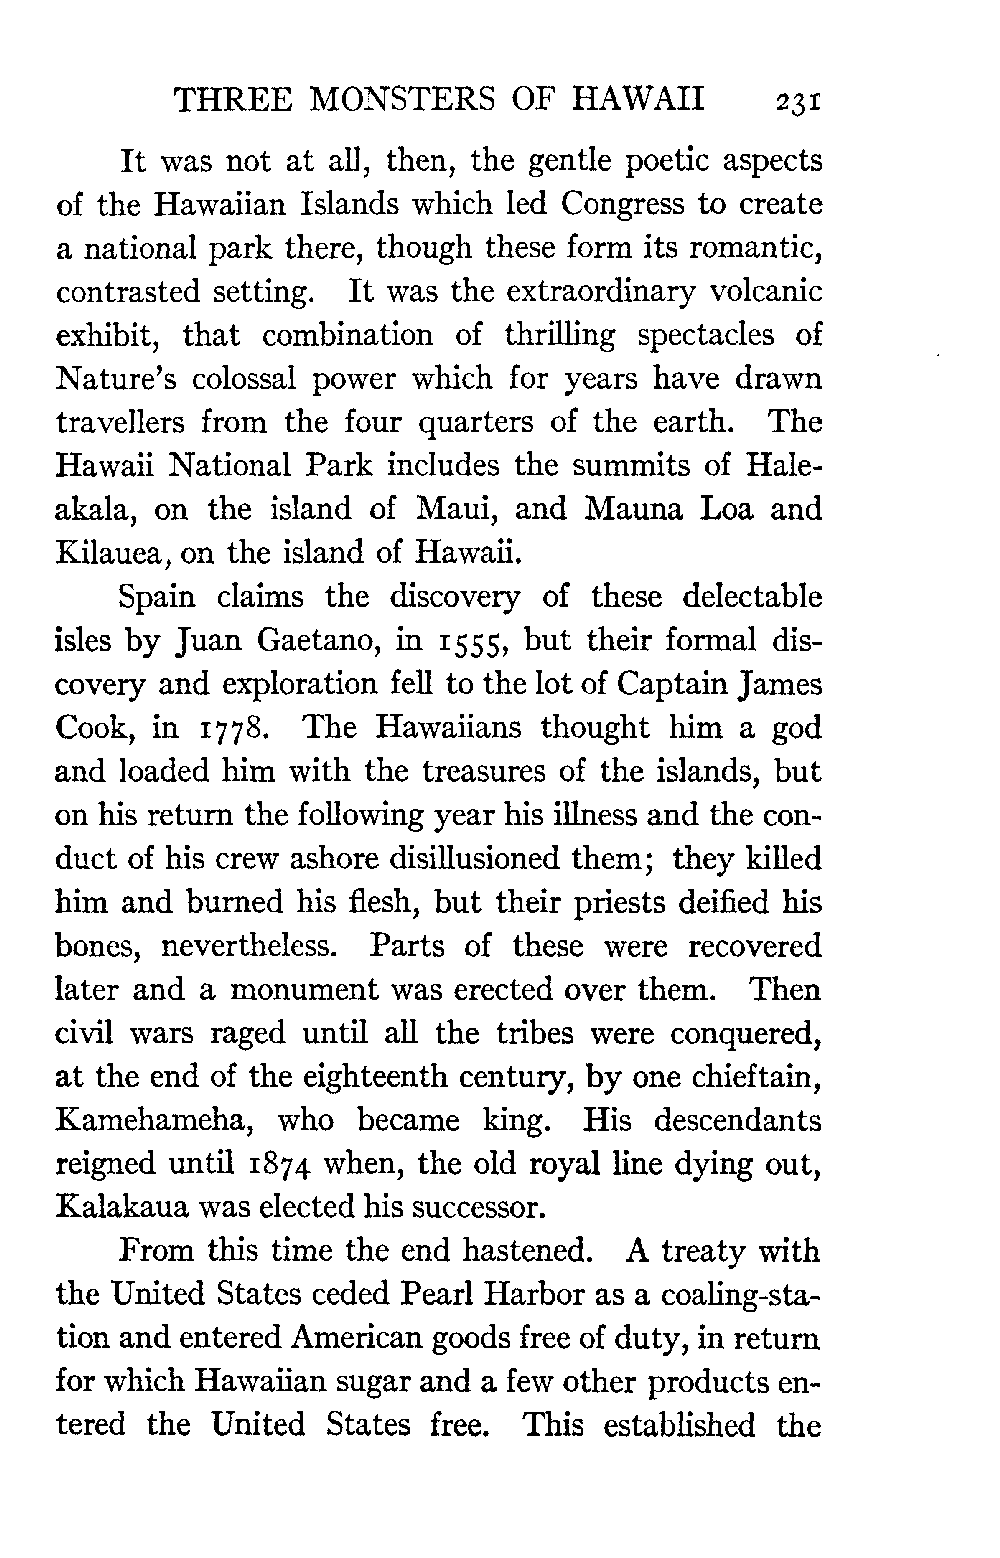 THREE MONSTERS OF HAWAII 231
It was not at all, then, the gentle poetic aspects
of the Hawaiian Islands which led Congress to create
a national park there, though these form its romantic,
contrasted setting. It was the extraordinary volcanic
exhibit, that combination of thrilling spectacles of
Nature's colossal power which for years have drawn
travellers from the four quarters of the earth. The
Hawaii National Park includes the summits of Hale-
akala, on the island of Maui, and Mauna Loa and
Kilauea, on the island of Hawaii.
Spain claims the discovery of these delectable
isles by Juan Gaetano, in 1555, but their formal dis-
covery and exploration fell to the lot of Captain James
Cook, in 1778. The Hawaiians thought him a god
and loaded him with the treasures of the islands, but
on his return the following year his illness and the con-
duct of his crew ashore disillusioned them; they killed
him and burned his flesh, but their priests deified his
bones, nevertheless. Parts of these were recovered
later and a monument was erected over them. Then
civil wars raged until all the tribes were conquered,
at the end of the eighteenth century, by one chieftain,
Kamehameha, who became king. His descendants
reigned until 1874 when, the old royal line dying out,
Kalakaua was elected his successor.
From this time the end hastened. A treaty with
the United States ceded Pearl Harbor as a coaling-sta-
tion and entered American goods free of duty, in return
for which Hawaiian sugar and a few other products en-
tered the United States free. This established the